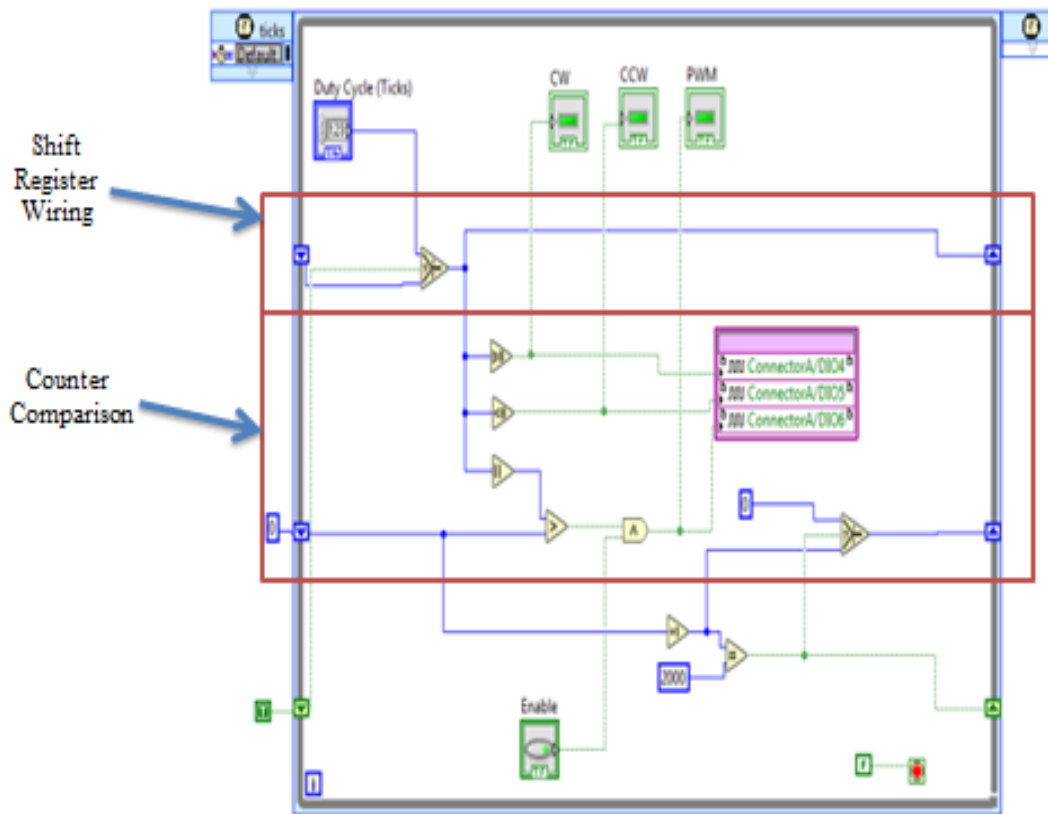 ticks
Default
Duty Cycle (Ticks)
CW
CCW
PWM
Shift
Register
Wiring
ConnectorA/DIO4
ConnectorA/DIO5
ConnectorA/DIO6
Counter
Comparison
0
0
2000
T
Enable
TF
F
i